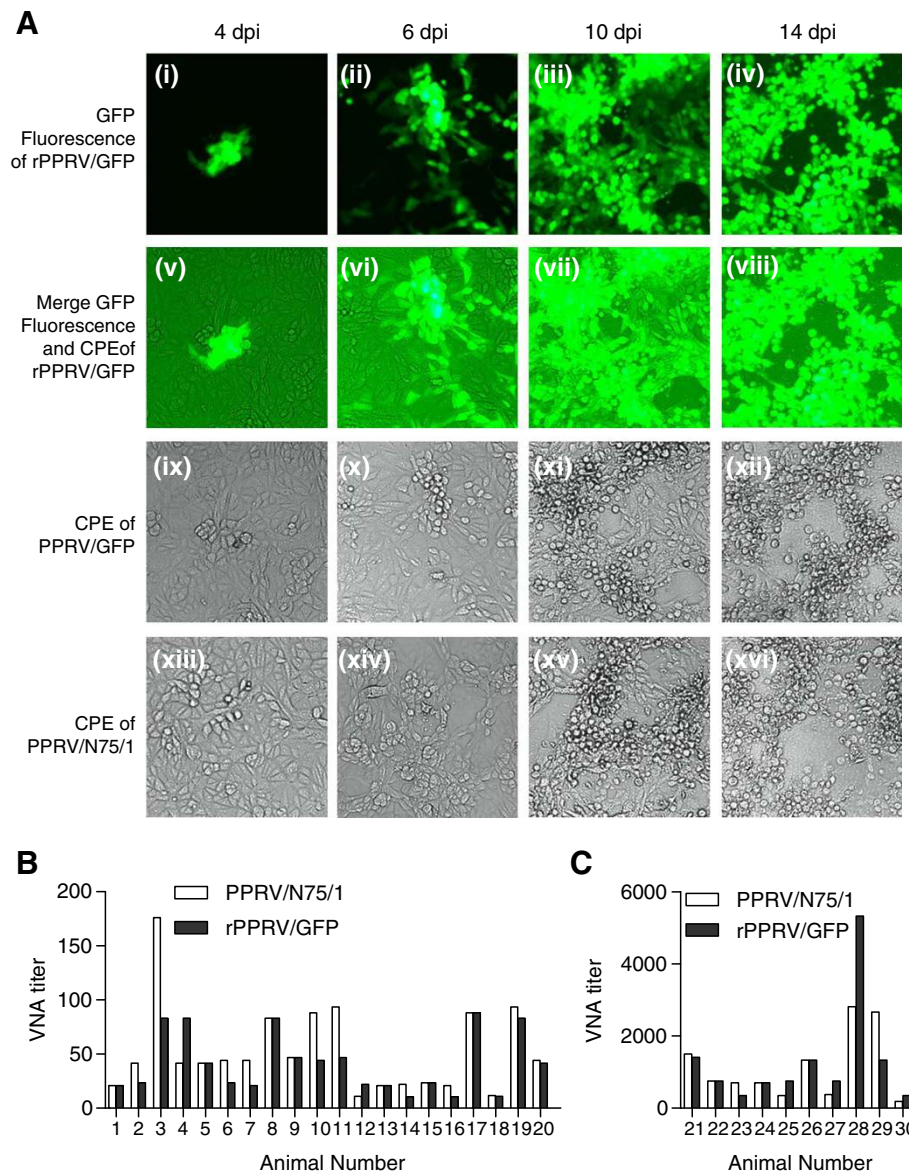 A
4 dpi 6 dpi 10 dpi 14 dpi
GFP
Fluorescence
of rPPRV/GFP
(i) (ii) (iii) (iv)
Merge GFP
Fluorescence
and CPEof
rPPRV/GFP
(v) (vi) (vii) (viii)
CPE of
PPRV/GFP
(ix) (x) (xi) (xii)
CPE of
PPRV/N75/1
(xiii) (xiv) (xv) (xvi)
B
PPRV/N75/1
rPPRV/GFP
VNA titer
200
150
100
50
0
1 2 3 4 5 6 7 8 9 10 11 12 13 14 15 16 17 18 19 20
Animal Number
C
PPRV/N75/1
rPPRV/GFP
VNA titer
6000
4000
2000
0
21 22 23 24 25 26 27 28 29 30
Animal Number